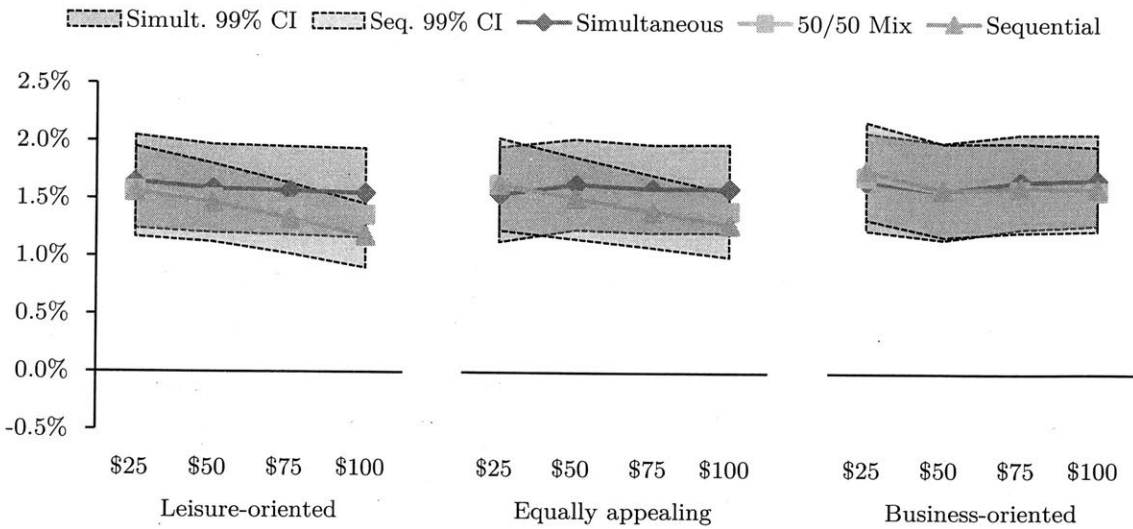 Simult. 99% CI Seq. 99% CI Simultaneous 50/50 Mix Sequential
2.5%
2.0%
1.5%
1.0%
0.5%
0.0%
-0.5%
$25 $50 $75 $100 $25 $50 $75 $100 $25 $50 $75 $100
Leisure-oriented Equally appealing Business-oriented